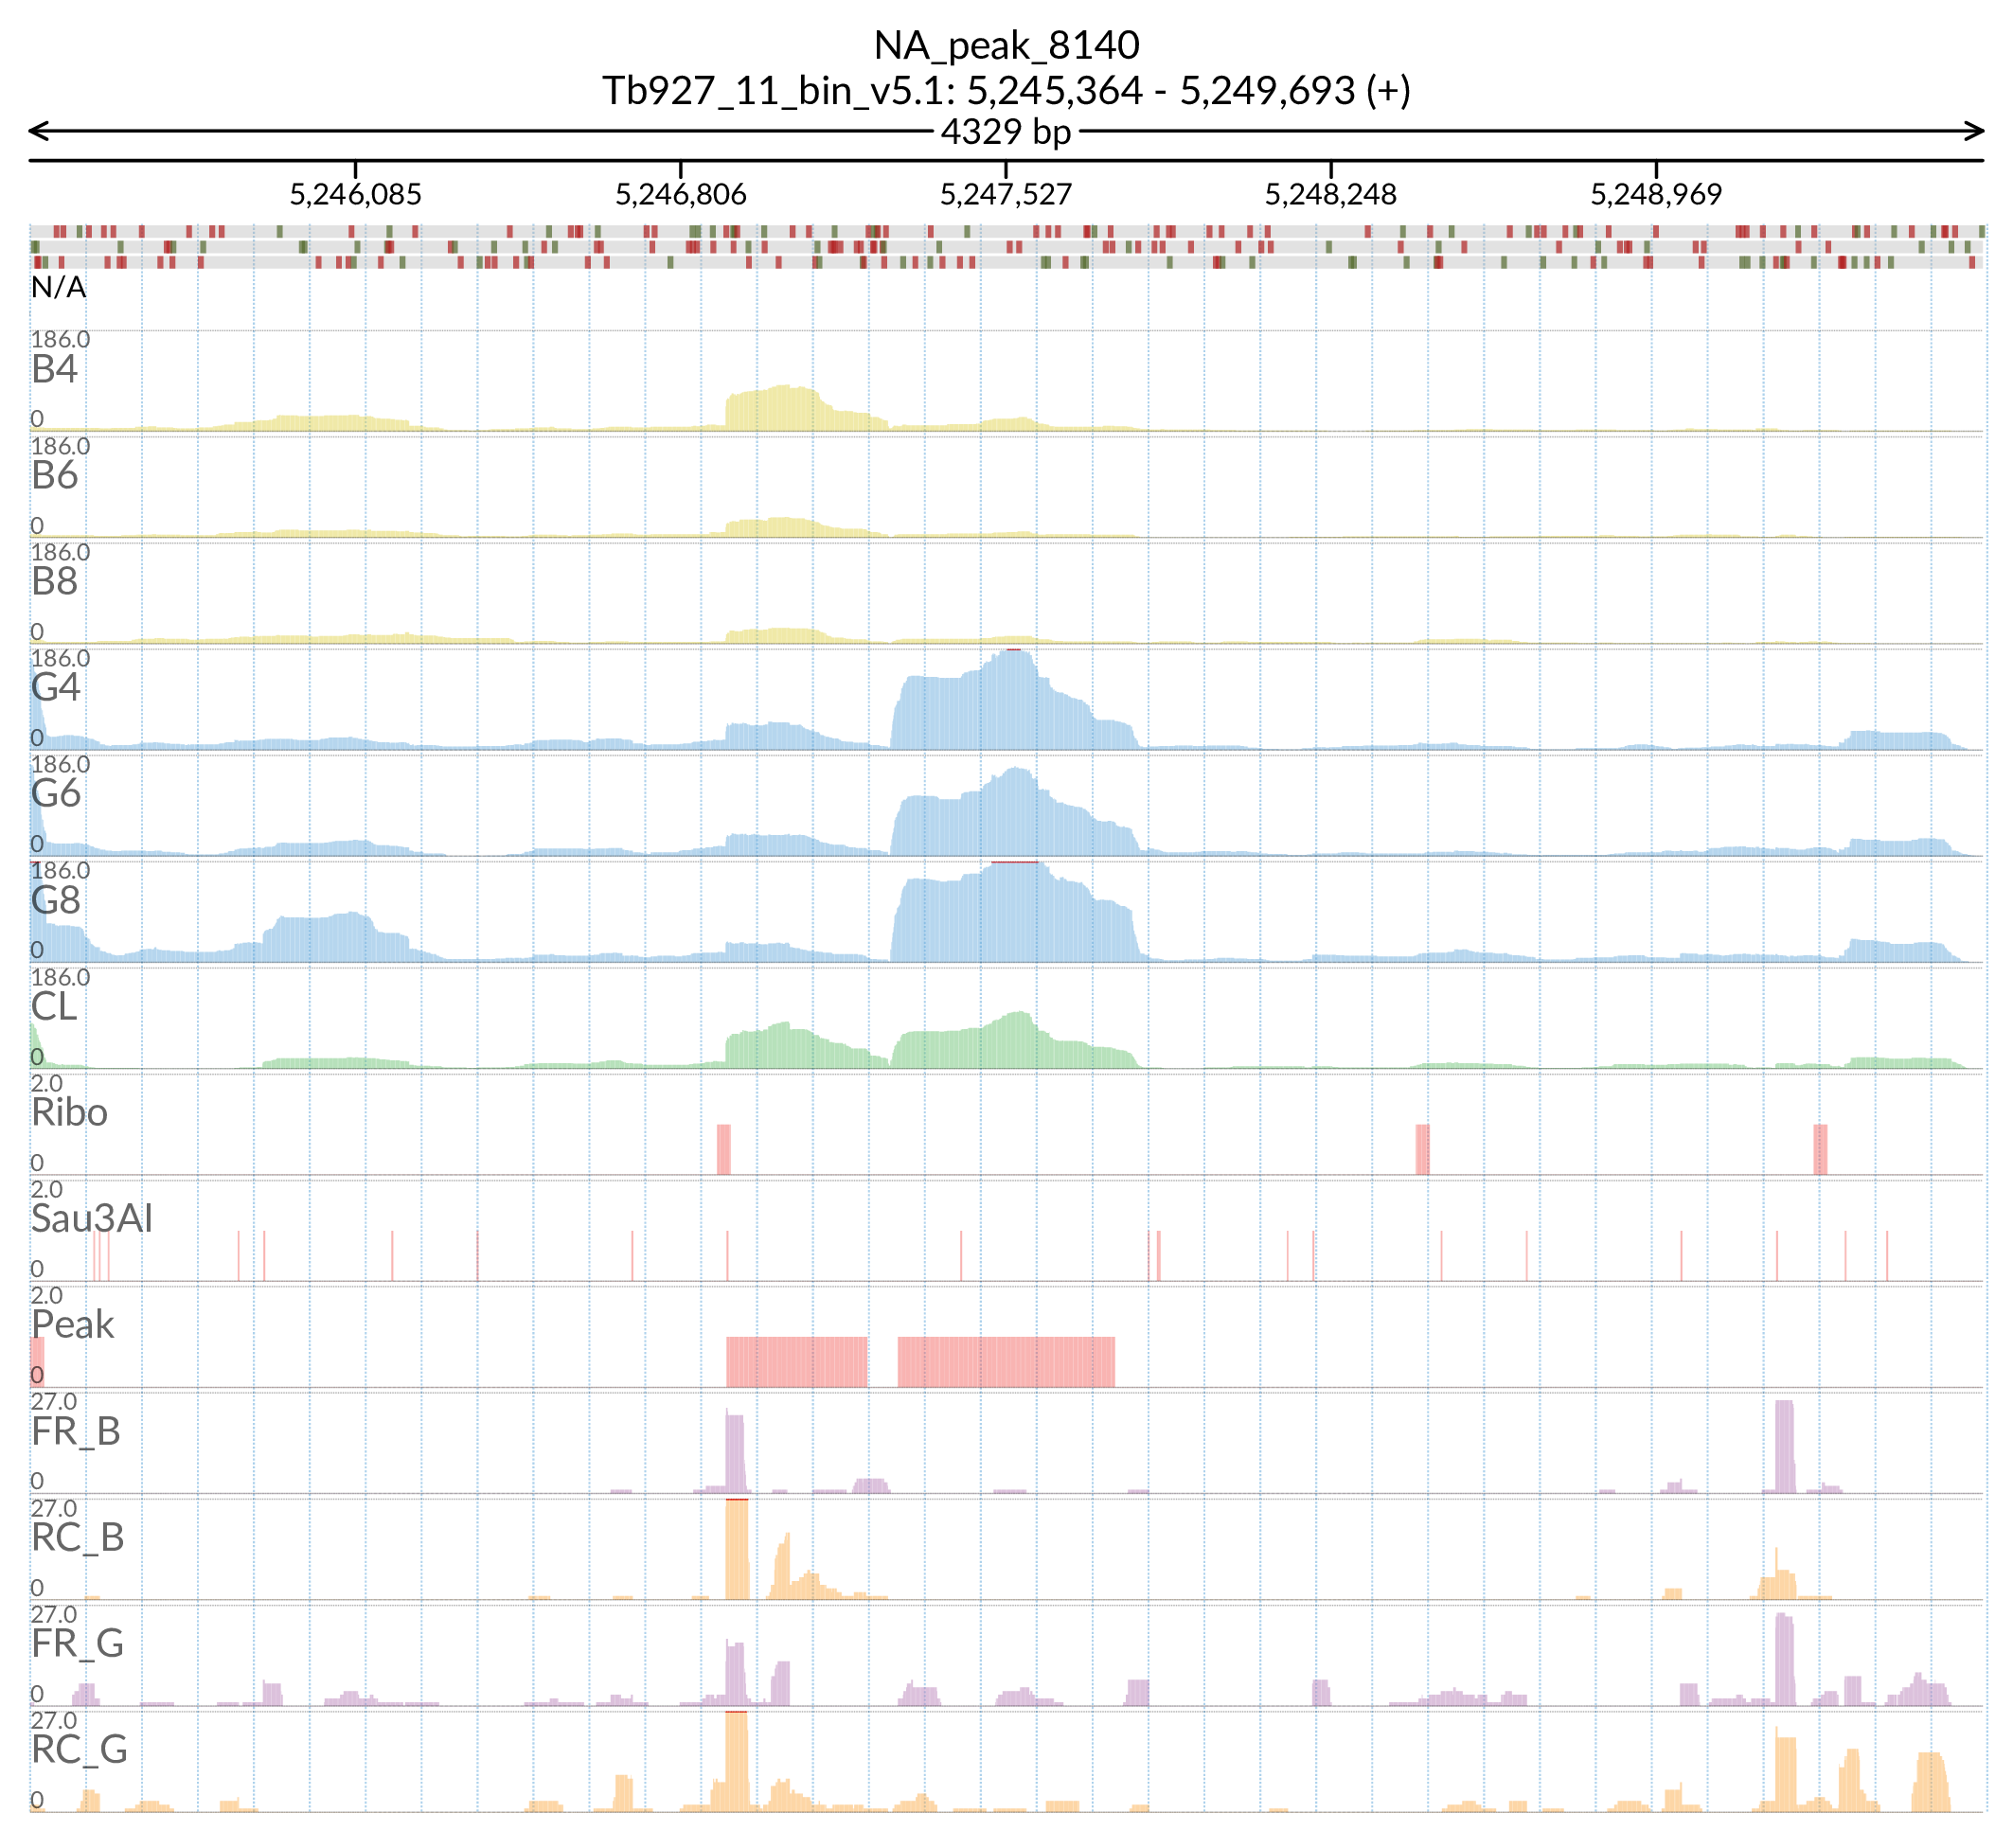 NA_peak_8140
Tb927_11_bin_v5.1: 5,245,364 - 5,249,693 (+)
4329 bp
5,246,085 5,246,806 5,247,527 5,248,248 5,248,969
N/A
186.0
B4
0
186.0
B6
0
186.0
B8
0
186.0
G4
0
186.0
G6
0
186.0
G8
0
186.0
CL
0
2.0
Ribo
0
2.0
Sau3AI
0
2.0
Peak
0
27.0
FR_B
0
27.0
RC_B
0
27.0
FR_G
0
27.0
RC_G
0